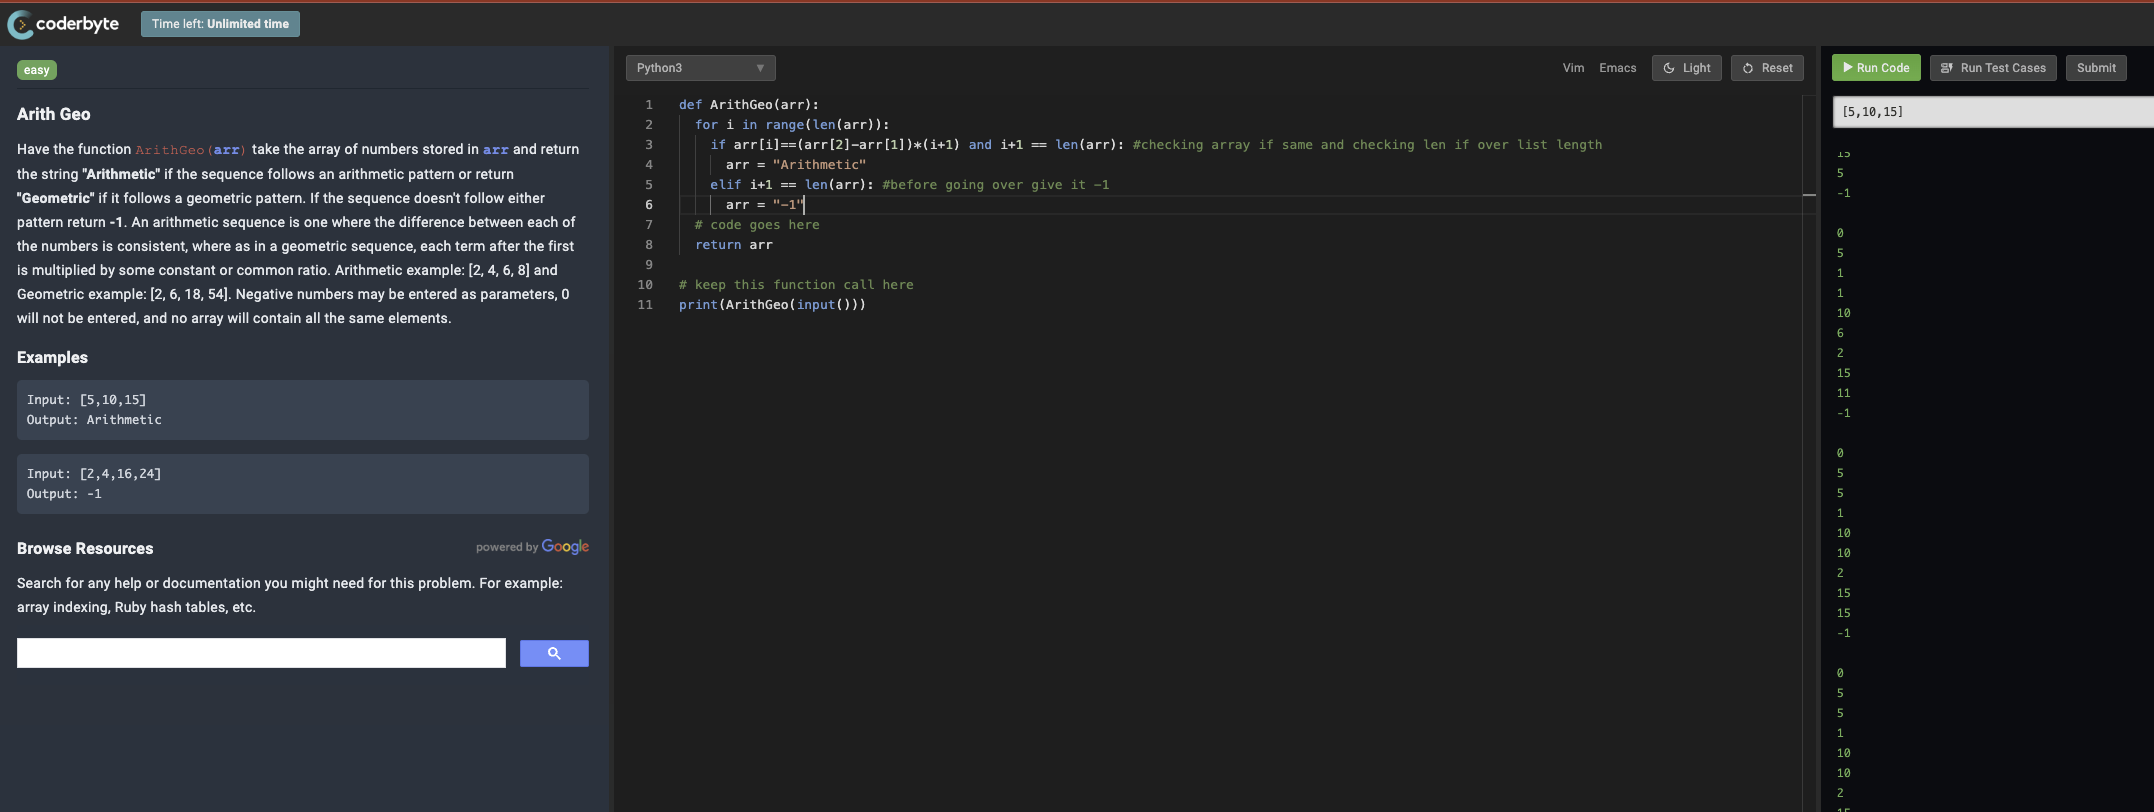 coderbyte
Time left: Unlimited time
easy
Arith Geo
Have the function ArithGeo(arr) take the array of numbers stored in arr and return
the string "Arithmetic" if the sequence follows an arithmetic pattern or return
"Geometric" if it follows a geometric pattern. If the sequence doesn't follow either
pattern return -1. An arithmetic sequence is one where the difference between each of
the numbers is consistent, where as in a geometric sequence, each term after the first
is multiplied by some constant or common ratio. Arithmetic example: [2, 4, 6, 8] and
Geometric example: [2, 6, 18, 54]. Negative numbers may be entered as parameters, 0
will not be entered, and no array will contain all the same elements.
Examples
Input: [5,10,15]
Output: Arithmetic
Input: [2,4,16,24]
Output: -1
Browse Resources
powered by Google
Search for any help or documentation you might need for this problem. For example:
array indexing, Ruby hash tables, etc.
Python3
Vim Emacs Light Reset
1 def ArithGeo(arr):
2 for i in range(len(arr)):
3 if arr[i]==(arr[2]-arr[1])*(i+1) and i+1 == len(arr): #checking array if same and checking len if over list length
4 arr = "Arithmetic"
5 elif i+1 == len(arr): #before going over give it -1
6 arr = "-1"
7 # code goes here
8 return arr
9
10 # keep this function call here
11 print(ArithGeo(input()))
Run Code Run Test Cases Submit
[5,10,15]
15
5
-1
0
5
1
1
10
6
2
15
11
-1
0
5
5
1
10
10
2
15
15
-1
0
5
5
1
10
10
2
15